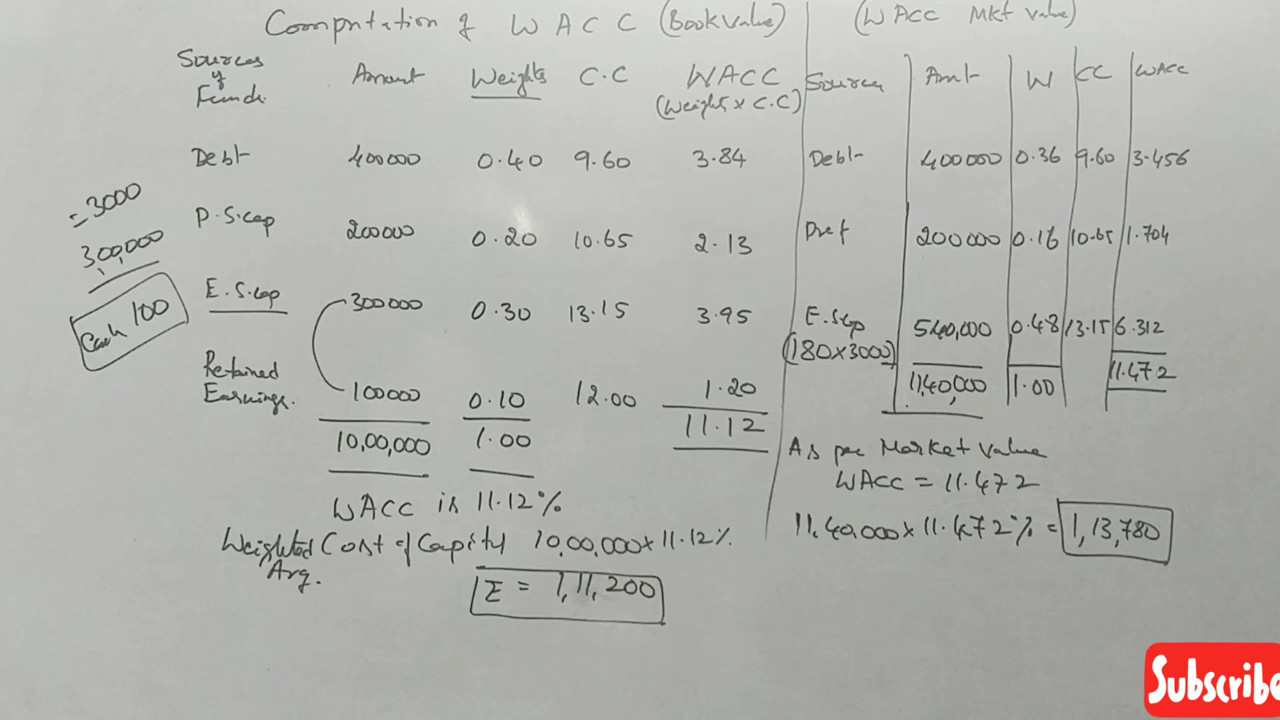 Computation of W A C C (Book Value)
Sources of Funds. Amount Weights C.C WACC (Weights x C.C)
Debt 400000 0.40 9.60 3.84
P.S.cap 200000 0.20 10.65 2.13
E.S.cap 300000 0.30 13.15 3.95
Retained Earnings. 100000 0.10 12.00 1.20
10,00,000 1.00 11.12
WACC is 11.12%
Weighted Avg. Cost of Capital 10,00,000 x 11.12%
= 1,11,200
= 3000
3,00,000
Each 100
(WACC Mkt Value)
Sources Amt W CC WACC
Debt 400000 0.36 9.60 3.456
Pref 200000 0.16 10.65 1.704
E.Scap 540,000 0.48 13.15 6.312
(180x3000)
11,40,000 1.00 11.472
As per Market Value
WACC = 11.472
11,40,000 x 11.472% = 1,13,780
Subscribe